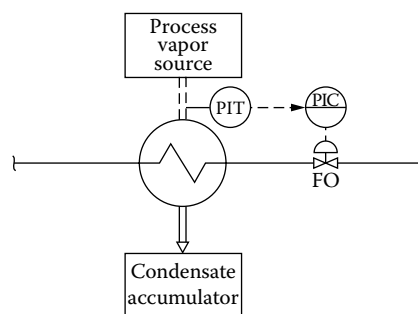 Process
vapor
source
PIT
PIC
FO
Condensate
accumulator